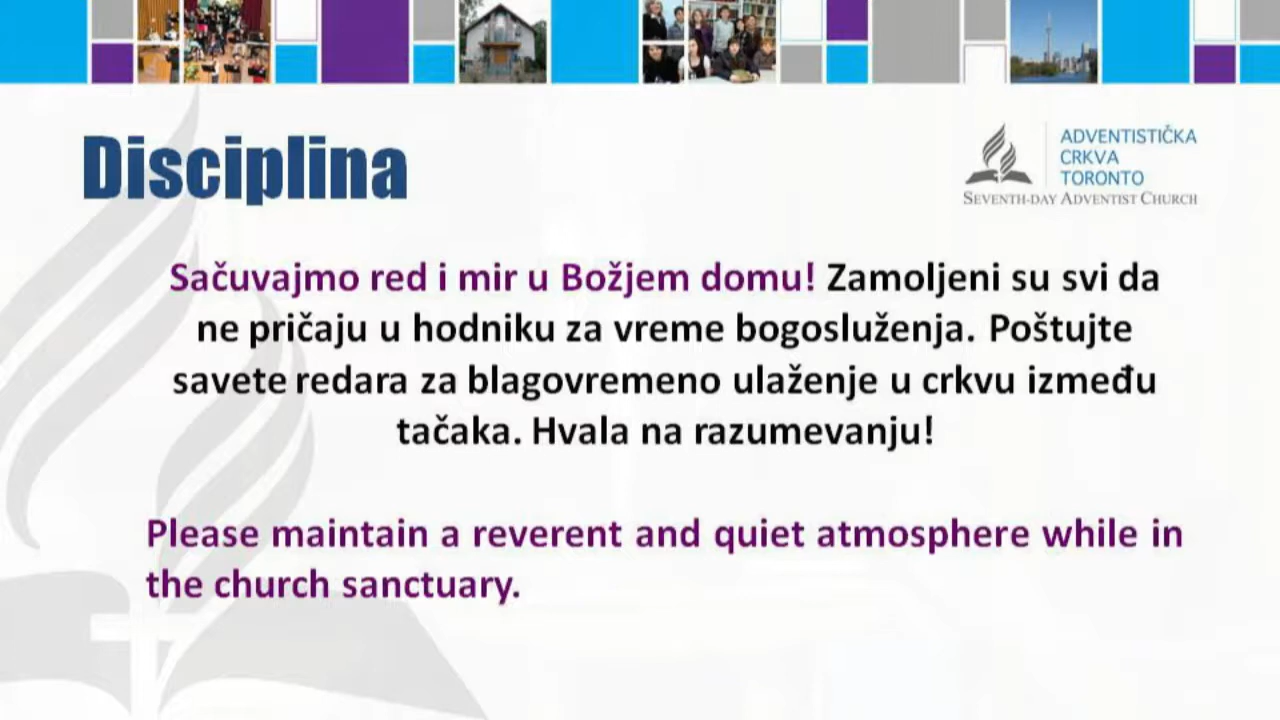 Disciplina
ADVENTISTIČKA
CRKVA
TORONTO
SEVENTH-DAY ADVENTIST CHURCH
Sačuvajmo red i mir u Božjem domu! Zamoljeni su svi da
ne pričaju u hodniku za vreme bogosluženja. Poštujte
savete redara za blagovremeno ulaženje u crkvu između
tačaka. Hvala na razumevanju!
Please maintain a reverent and quiet atmosphere while in
the church sanctuary.